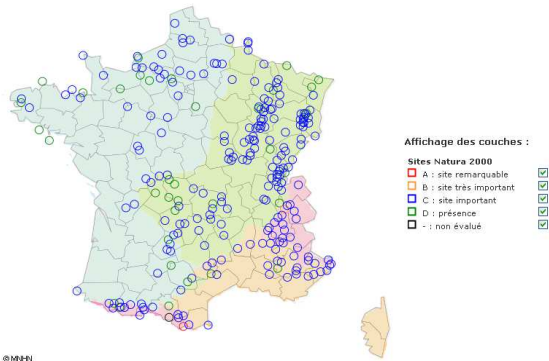 Affichage des couches :
Sites Natura 2000
A : site remarquable
B : site très important
C : site important
D : présence
- : non évalué
© MNHN